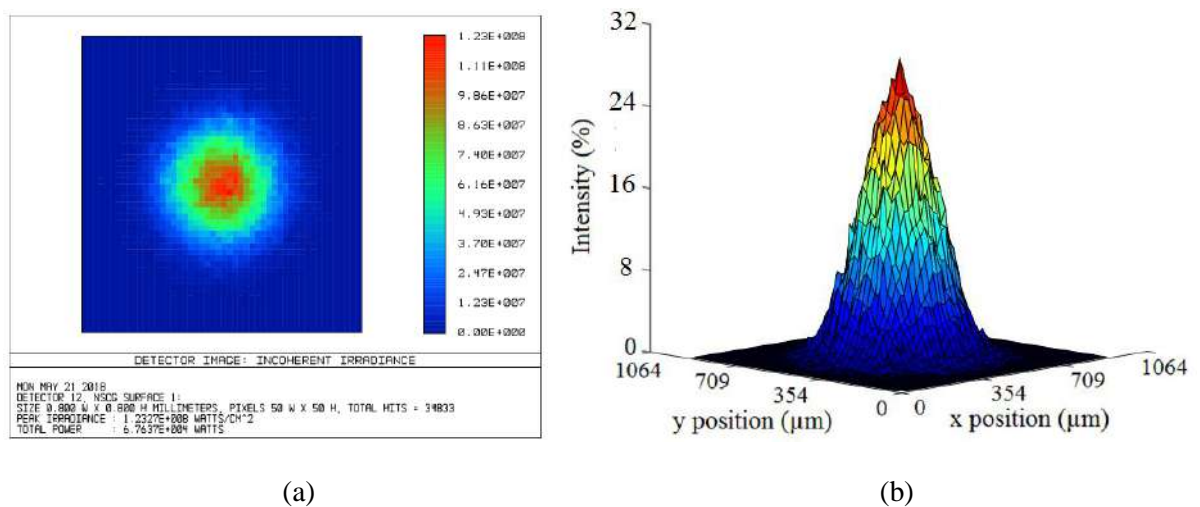 1.23E+008
1.11E+008
9.86E+007
8.63E+007
7.40E+007
6.16E+007
4.93E+007
3.70E+007
2.47E+007
1.23E+007
0.00E+000
DETECTOR IMAGE: INCOHERENT IRRADIANCE
MON MAY 21 2018
DETECTOR 12, NSCG SURFACE 1:
SIZE 0.800 W X 0.800 H MILLIMETERS, PIXELS 50 W X 50 H, TOTAL HITS = 34833
PEAK IRRADIANCE : 1.2327E+008 WATTS/CM^2
TOTAL POWER : 6.7637E+004 WATTS
(a)
32
24
16
8
0
Intensity (%)
1064
709
354
0
y position (µm)
0
354
709
1064
x position (µm)
(b)